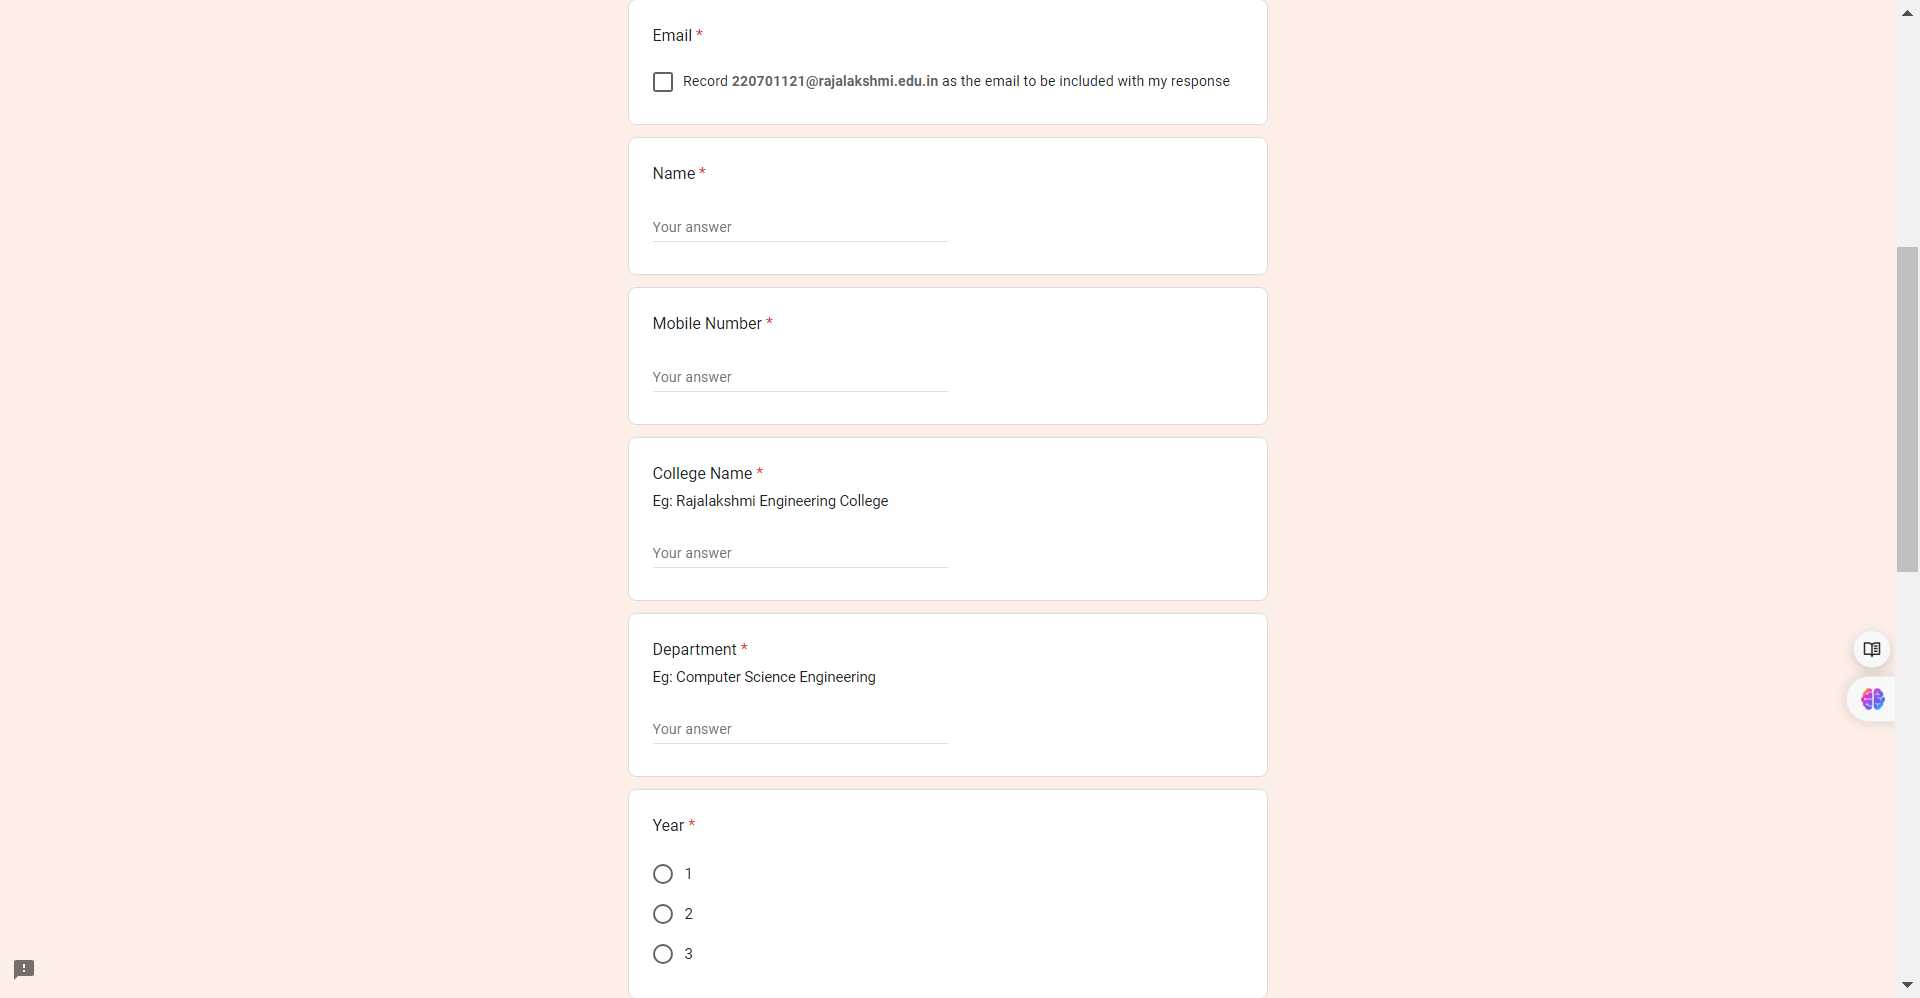 Email *
Record 220701121@rajalakshmi.edu.in as the email to be included with my response
Name *
Your answer
Mobile Number *
Your answer
College Name *
Eg: Rajalakshmi Engineering College
Your answer
Department *
Eg: Computer Science Engineering
Your answer
Year *
1
2
3